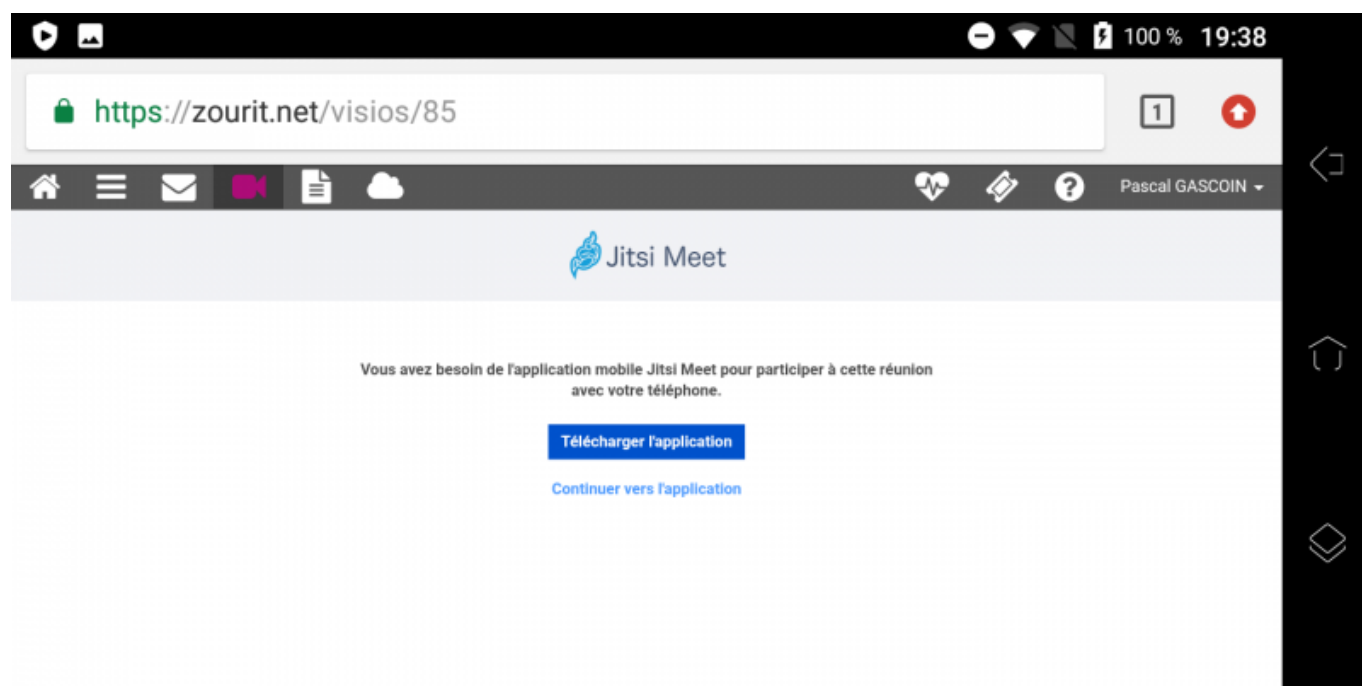 100 % 19:38
https://zourit.net/visios/85
1
? Pascal GASCOIN
Jitsi Meet
Vous avez besoin de l'application mobile Jitsi Meet pour participer à cette réunion
avec votre téléphone.
Télécharger l'application
Continuer vers l'application